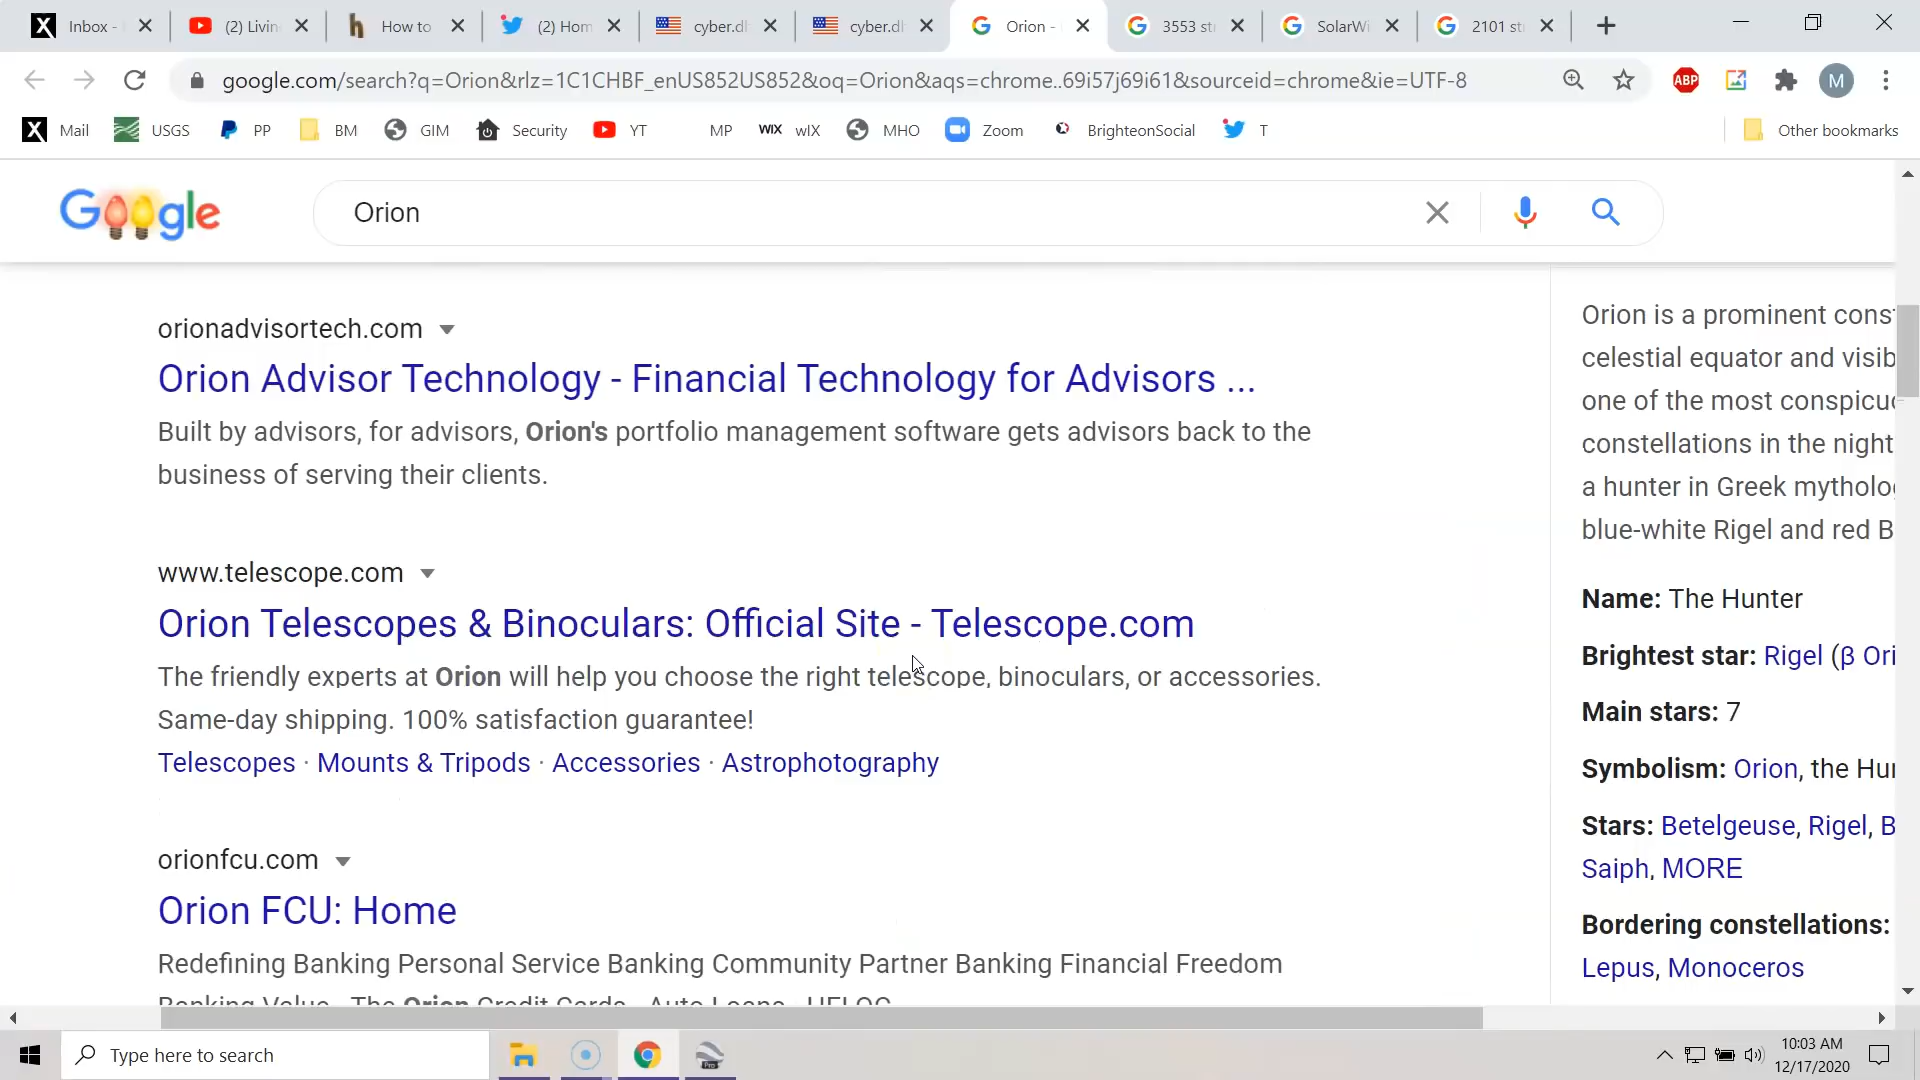 Inbox -
(2) Livin
How to
(2) Hom
cyber.dh
cyber.dh
Orion -
3553 st
SolarWi
2101 st
google.com/search?q=Orion&rlz=1C1CHBF_enUS852US852&oq=Orion&aqs=chrome..69i57j69i61&sourceid=chrome&ie=UTF-8
ABP
M
Mail
USGS
PP
BM
GIM
Security
YT
MP
WIX wIX
MHO
Zoom
BrighteonSocial
T
Other bookmarks
Google
Orion
orionadvisortech.com
Orion Advisor Technology - Financial Technology for Advisors ...
Built by advisors, for advisors, Orion's portfolio management software gets advisors back to the
business of serving their clients.
www.telescope.com
Orion Telescopes & Binoculars: Official Site - Telescope.com
The friendly experts at Orion will help you choose the right telescope, binoculars, or accessories.
Same-day shipping. 100% satisfaction guarantee!
Telescopes · Mounts & Tripods · Accessories · Astrophotography
orionfcu.com
Orion FCU: Home
Redefining Banking Personal Service Banking Community Partner Banking Financial Freedom
Banking Value · The Orion Credit Cards · Auto Loans · HELOC
Orion is a prominent cons
celestial equator and visib
one of the most conspicu
constellations in the night
a hunter in Greek mytholo
blue-white Rigel and red B
Name: The Hunter
Brightest star: Rigel (β Ori
Main stars: 7
Symbolism: Orion, the Hu
Stars: Betelgeuse, Rigel, B
Saiph, MORE
Bordering constellations:
Lepus, Monoceros
Type here to search
10:03 AM
12/17/2020